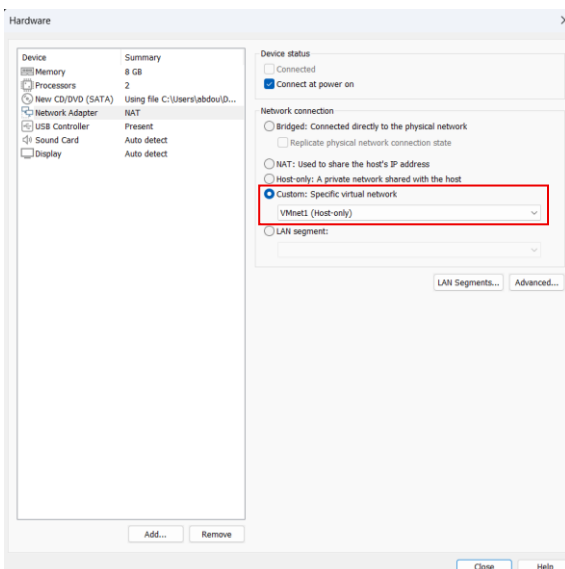 Hardware
Device Summary
Memory 8 GB
Processors 2
New CD/DVD (SATA) Using file C:\Users\abdou\D...
Network Adapter NAT
USB Controller Present
Sound Card Auto detect
Display Auto detect
Add... Remove
Device status
Connected
Connect at power on
Network connection
Bridged: Connected directly to the physical network
Replicate physical network connection state
NAT: Used to share the host's IP address
Host-only: A private network shared with the host
Custom: Specific virtual network
VMnet1 (Host-only)
LAN segment:
LAN Segments... Advanced...
Close Help